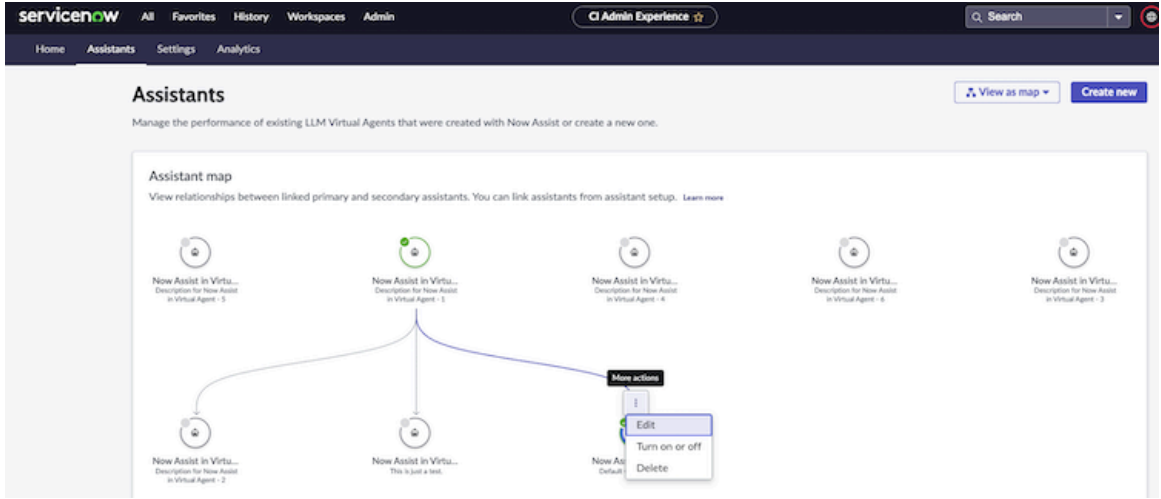 servicenow All Favorites History Workspaces Admin CI Admin Experience Search
Home Assistants Settings Analytics
Assistants View as map Create new
Manage the performance of existing LLM Virtual Agents that were created with Now Assist or create a new one.
Assistant map
View relationships between linked primary and secondary assistants. You can link assistants from assistant setup. Learn more
Now Assist in Virtu... Now Assist in Virtu... Now Assist in Virtu... Now Assist in Virtu... Now Assist in Virtu...
Description for Now Assist Description for Now Assist Description for Now Assist Description for Now Assist Description for Now Assist
in Virtual Agent - 5 in Virtual Agent - 1 in Virtual Agent - 4 in Virtual Agent - 6 in Virtual Agent - 3
More actions
Edit
Turn on or off
Delete
Now Assist in Virtu... Now Assist in Virtu... Now As
Description for Now Assist This is just a test. Default
in Virtual Agent - 2